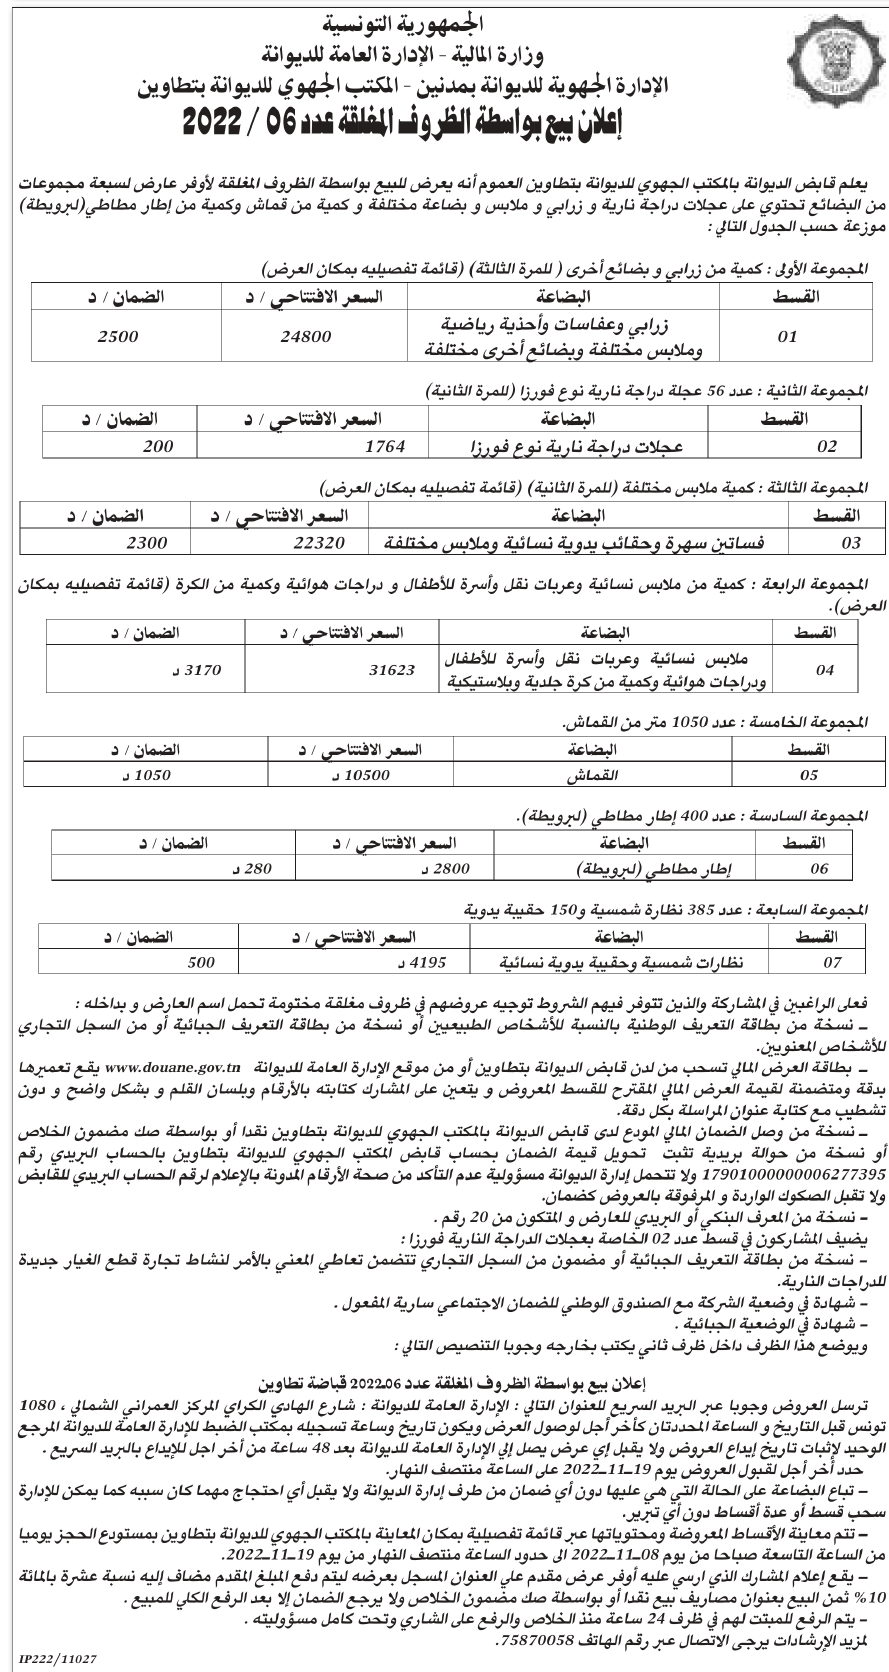 الجمهورية التونسية
وزارة المالية - الإدارة العامة للديوانة
الإدارة الجهوية للديوانة بمدنين - المكتب الجهوي للديوانة بتطاوين
إعلان بيع بواسطة الظروف المغلقة عدد 06 / 2022
DOUANE
يعلم قابض الديوانة بالمكتب الجهوي للديوانة بتطاوين العموم أنه يعرض للبيع بواسطة الظروف المغلقة لأوفر عارض لسبعة مجموعات
من البضائع تحتوي على عجلات دراجة نارية و زرابي و ملابس و بضاعة مختلفة و كمية من قماش وكمية من إطار مطاطي(لبرويطة)
موزعة حسب الجدول التالي :
المجموعة الأولى : كمية من زرابي و بضائع أخرى ( للمرة الثالثة) (قائمة تفصيليه بمكان العرض)
القسط البضاعة السعر الافتتاحي / د الضمان / د
01 زرابي وعفاسات وأحذية رياضية 24800 2500
وملابس مختلفة وبضائع أخرى مختلفة
المجموعة الثانية : عدد 56 عجلة دراجة نارية نوع فورزا (للمرة الثانية)
القسط البضاعة السعر الافتتاحي / د الضمان / د
02 عجلات دراجة نارية نوع فورزا 1764 200
المجموعة الثالثة : كمية ملابس مختلفة (للمرة الثانية) (قائمة تفصيليه بمكان العرض)
القسط البضاعة السعر الافتتاحي / د الضمان / د
03 فساتين سهرة وحقائب يدوية نسائية وملابس مختلفة 22320 2300
المجموعة الرابعة : كمية من ملابس نسائية وعربات نقل وأسرة للأطفال و دراجات هوائية وكمية من الكرة (قائمة تفصيليه بمكان
العرض).
القسط البضاعة السعر الافتتاحي / د الضمان / د
04 ملابس نسائية وعربات نقل وأسرة للأطفال 31623 3170 د
ودراجات هوائية وكمية من كرة جلدية وبلاستيكية
المجموعة الخامسة : عدد 1050 متر من القماش.
القسط البضاعة السعر الافتتاحي / د الضمان / د
05 القماش 10500 د 1050 د
المجموعة السادسة : عدد 400 إطار مطاطي (لبرويطة).
القسط البضاعة السعر الافتتاحي / د الضمان / د
06 إطار مطاطي (لبرويطة) 2800 د 280 د
المجموعة السابعة : عدد 385 نظارة شمسية و150 حقيبة يدوية
القسط البضاعة السعر الافتتاحي / د الضمان / د
07 نظارات شمسية وحقيبة يدوية نسائية 4195 د 500
فعلى الراغبين في المشاركة والذين تتوفر فيهم الشروط توجيه عروضهم في ظروف مغلقة مختومة تحمل اسم العارض و بداخله :
– نسخة من بطاقة التعريف الوطنية بالنسبة للأشخاص الطبيعيين أو نسخة من بطاقة التعريف الجبائية أو من السجل التجاري
للأشخاص المعنويين.
– بطاقة العرض المالي تسحب من لدن قابض الديوانة بتطاوين أو من موقع الإدارة العامة للديوانة www.douane.gov.tn يقع تعميرها
بدقة ومتضمنة لقيمة العرض المالي المقترح للقسط المعروض و يتعين على المشارك كتابته بالأرقام وبلسان القلم و بشكل واضح و دون
تشطيب مع كتابة عنوان المراسلة بكل دقة.
– نسخة من وصل الضمان المالي المودع لدى قابض الديوانة بالمكتب الجهوي للديوانة بتطاوين نقدا أو بواسطة صك مضمون الخلاص
أو نسخة من حوالة بريدية تثبت تحويل قيمة الضمان بحساب قابض المكتب الجهوي للديوانة بتطاوين بالحساب البريدي رقم
17901000000006277395 ولا تتحمل إدارة الديوانة مسؤولية عدم التأكد من صحة الأرقام المدونة بالإعلام لرقم الحساب البريدي للقابض
ولا تقبل الصكوك الواردة و المرفوقة بالعروض كضمان.
– نسخة من المعرف البنكي أو البريدي للعارض و المتكون من 20 رقم .
يضيف المشاركون في قسط عدد 02 الخاصة بعجلات الدراجة النارية فورزا :
– نسخة من بطاقة التعريف الجبائية أو مضمون من السجل التجاري تتضمن تعاطي المعني بالأمر لنشاط تجارة قطع الغيار جديدة
للدراجات النارية.
– شهادة في وضعية الشركة مع الصندوق الوطني للضمان الاجتماعي سارية المفعول .
– شهادة في الوضعية الجبائية .
ويوضع هذا الظرف داخل ظرف ثاني يكتب بخارجه وجوبا التنصيص التالي :
إعلان بيع بواسطة الظروف المغلقة عدد 06ـ2022 قباضة تطاوين
ترسل العروض وجوبا عبر البريد السريع للعنوان التالي : الإدارة العامة للديوانة : شارع الهادي الكراي المركز العمراني الشمالي ، 1080
تونس قبل التاريخ و الساعة المحددتان كأخر أجل لوصول العرض ويكون تاريخ وساعة تسجيله بمكتب الضبط للإدارة العامة للديوانة المرجع
الوحيد لإثبات تاريخ إيداع العروض ولا يقبل إي عرض يصل إلي الإدارة العامة للديوانة بعد 48 ساعة من أخر اجل للإيداع بالبريد السريع .
حدد أخر أجل لقبول العروض يوم 19ــ11ــ2022 على الساعة منتصف النهار.
– تباع البضاعة على الحالة التي هي عليها دون أي ضمان من طرف إدارة الديوانة ولا يقبل أي احتجاج مهما كان سببه كما يمكن للإدارة
سحب قسط أو عدة أقساط دون أي تبرير.
– تتم معاينة الأقساط المعروضة ومحتوياتها عبر قائمة تفصيلية بمكان المعاينة بالمكتب الجهوي للديوانة بتطاوين بمستودع الحجز يوميا
من الساعة التاسعة صباحا من يوم 08ــ11ــ2022 الى حدود الساعة منتصف النهار من يوم 19ــ11ــ2022.
– يقع إعلام المشارك الذي ارسي عليه أوفر عرض مقدم علي العنوان المسجل بعرضه ليتم دفع المبلغ المقدم مضاف إليه نسبة عشرة بالمائة
10% ثمن البيع بعنوان مصاريف بيع نقدا أو بواسطة صك مضمون الخلاص ولا يرجع الضمان إلا بعد الرفع الكلي للمبيع .
– يتم الرفع للمبتت لهم في ظرف 24 ساعة منذ الخلاص والرفع على الشاري وتحت كامل مسؤوليته .
لمزيد الإرشادات يرجى الاتصال عبر رقم الهاتف 75870058.
IP222/11027